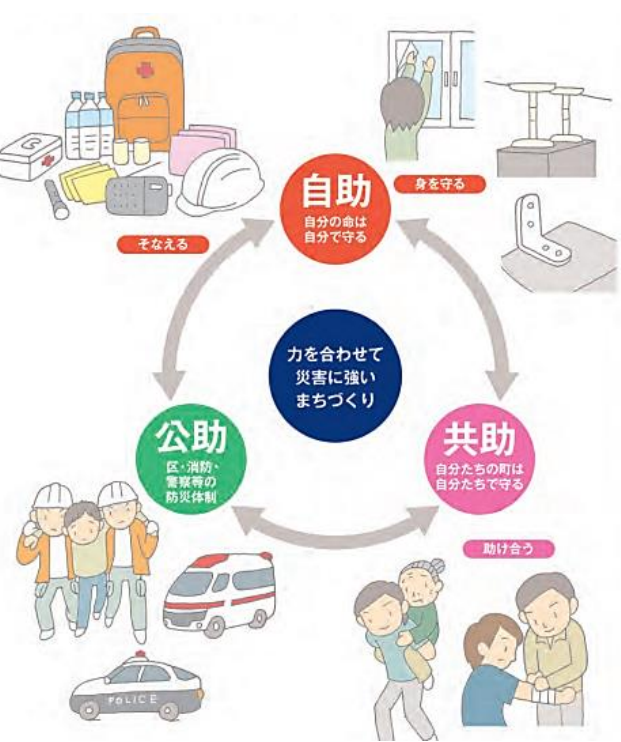 自助
自分の命は
自分で守る
身を守る
そなえる
力を合わせて
災害に強い
まちづくり
公助
区・消防・
警察等の
防災体制
共助
自分たちの町は
自分たちで守る
助け合う
POLICE